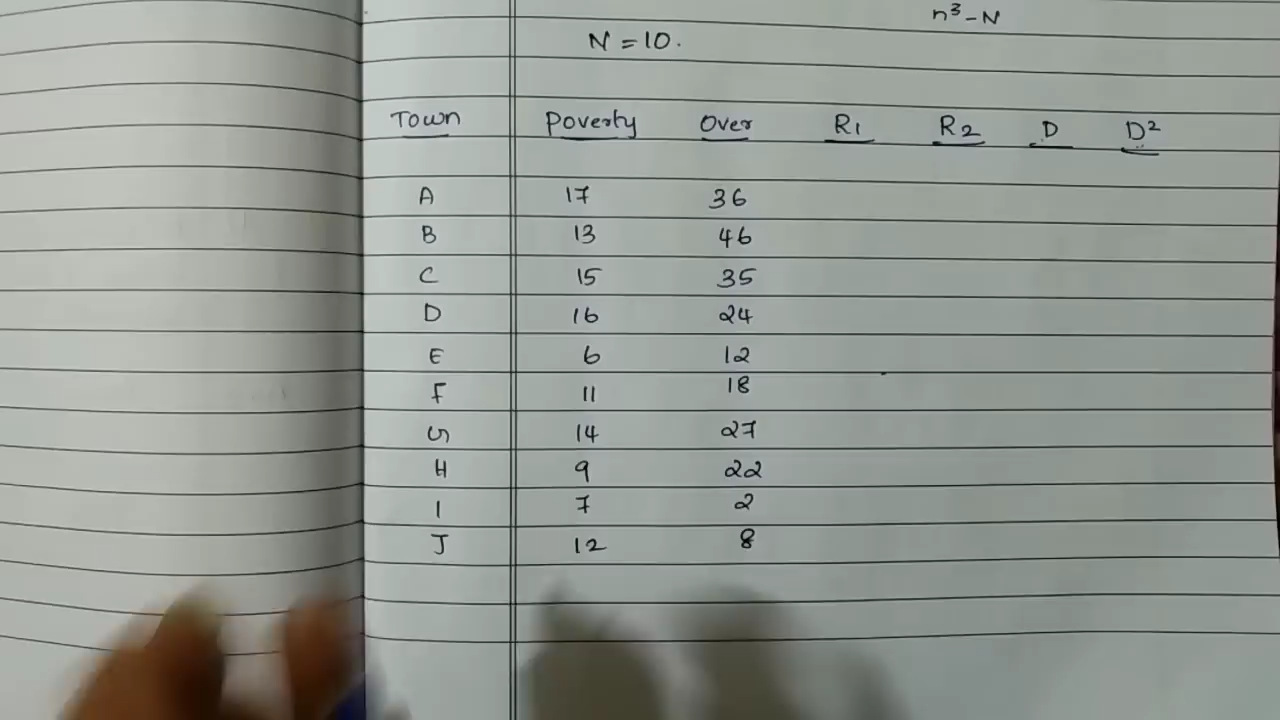 n³-N
N = 10.
Town Poverty Over R1 R2 D D²
A 17 36
B 13 46
C 15 35
D 16 24
E 6 12
F 11 18
G 14 27
H 9 22
I 7 2
J 12 8